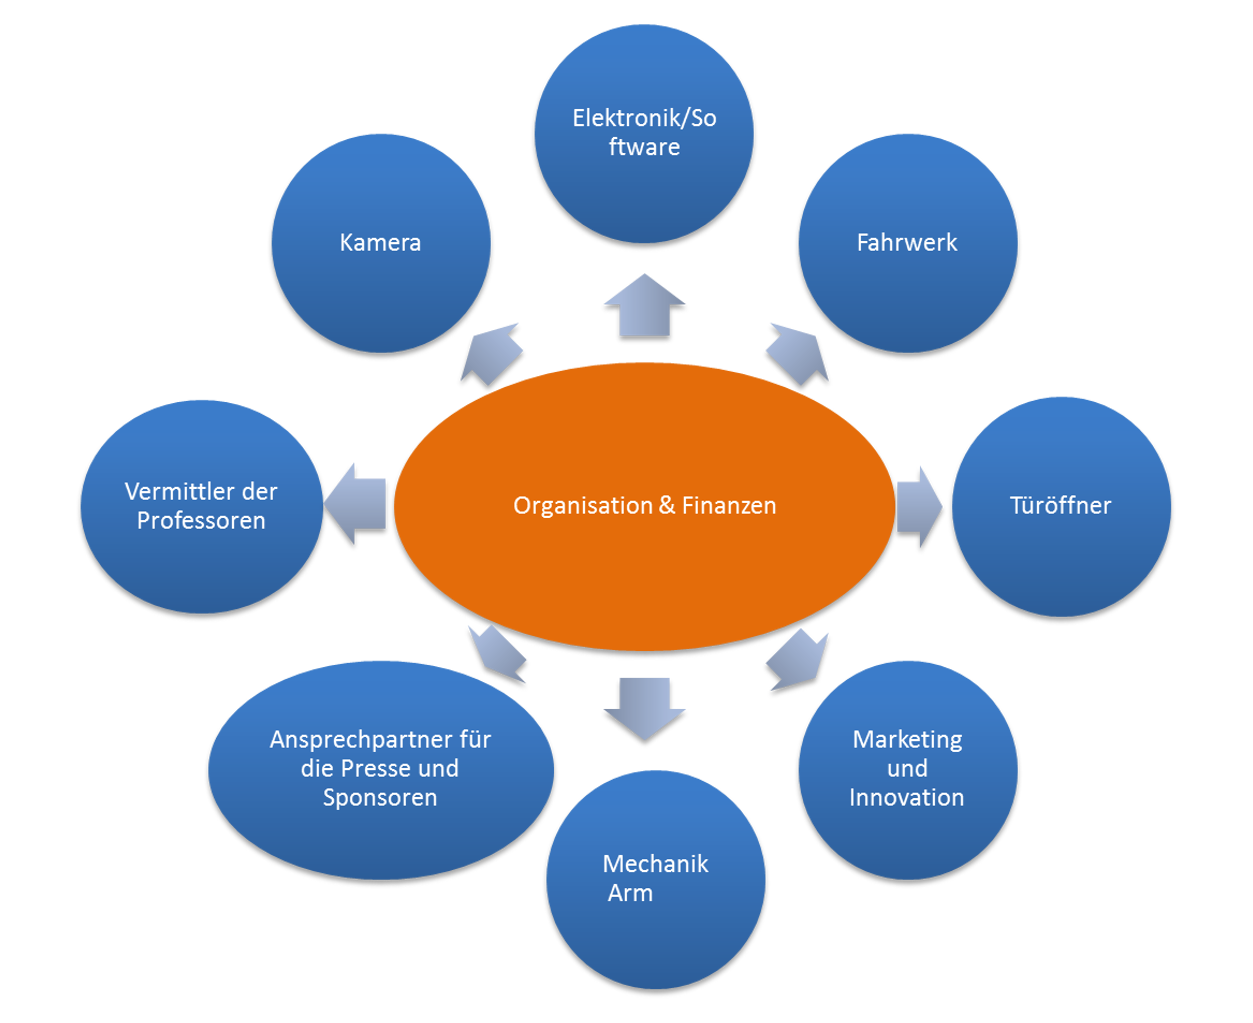 Elektronik/So
ftware
Kamera
Fahrwerk
Vermittler der
Professoren
Organisation & Finanzen
Türöffner
Ansprechpartner für
die Presse und
Sponsoren
Marketing
und
Innovation
Mechanik
Arm